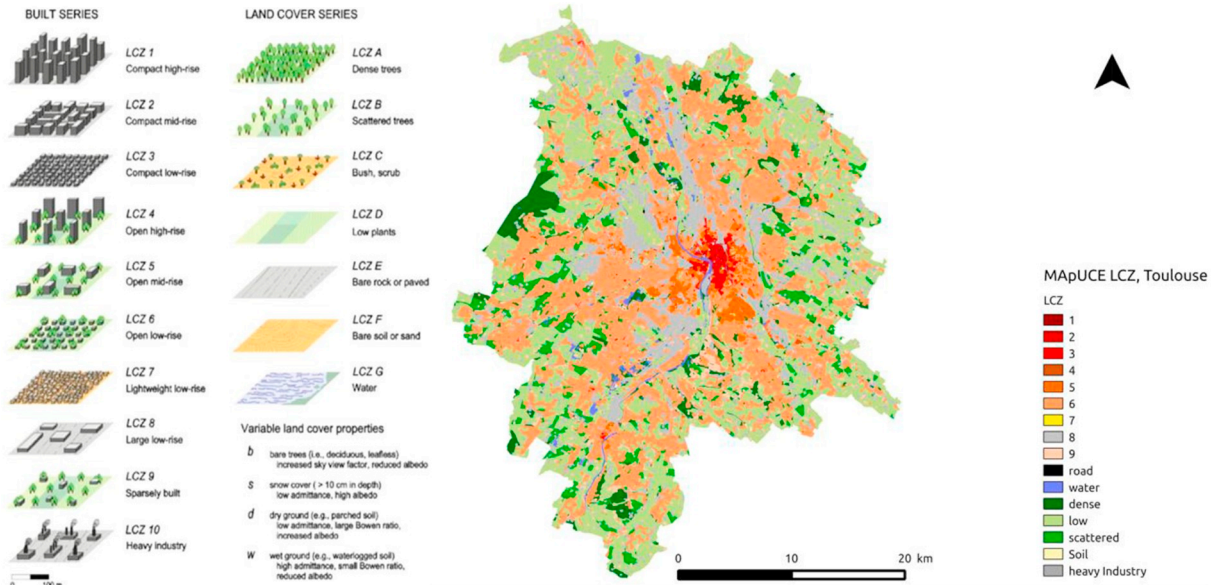 BUILT SERIES
LCZ 1
Compact high-rise
LCZ 2
Compact mid-rise
LCZ 3
Compact low-rise
LCZ 4
Open high-rise
LCZ 5
Open mid-rise
LCZ 6
Open low-rise
LCZ 7
Lightweight low-rise
LCZ 8
Large low-rise
LCZ 9
Sparsely built
LCZ 10
Heavy industry
0 100 m
LAND COVER SERIES
LCZ A
Dense trees
LCZ B
Scattered trees
LCZ C
Bush, scrub
LCZ D
Low plants
LCZ E
Bare rock or paved
LCZ F
Bare soil or sand
LCZ G
Water
Variable land cover properties
b bare trees (i.e., deciduous, leafless)
increased sky view factor, reduced albedo
s snow cover ( > 10 cm in depth)
low admittance, high albedo
d dry ground (e.g., parched soil)
low admittance, large Bowen ratio,
increased albedo
W wet ground (e.g., waterlogged soil)
high admittance, small Bowen ratio,
reduced albedo
0 10 20 km
MApUCE LCZ, Toulouse
LCZ
1
2
3
4
5
6
7
8
9
road
water
dense
low
scattered
Soil
heavy Industry